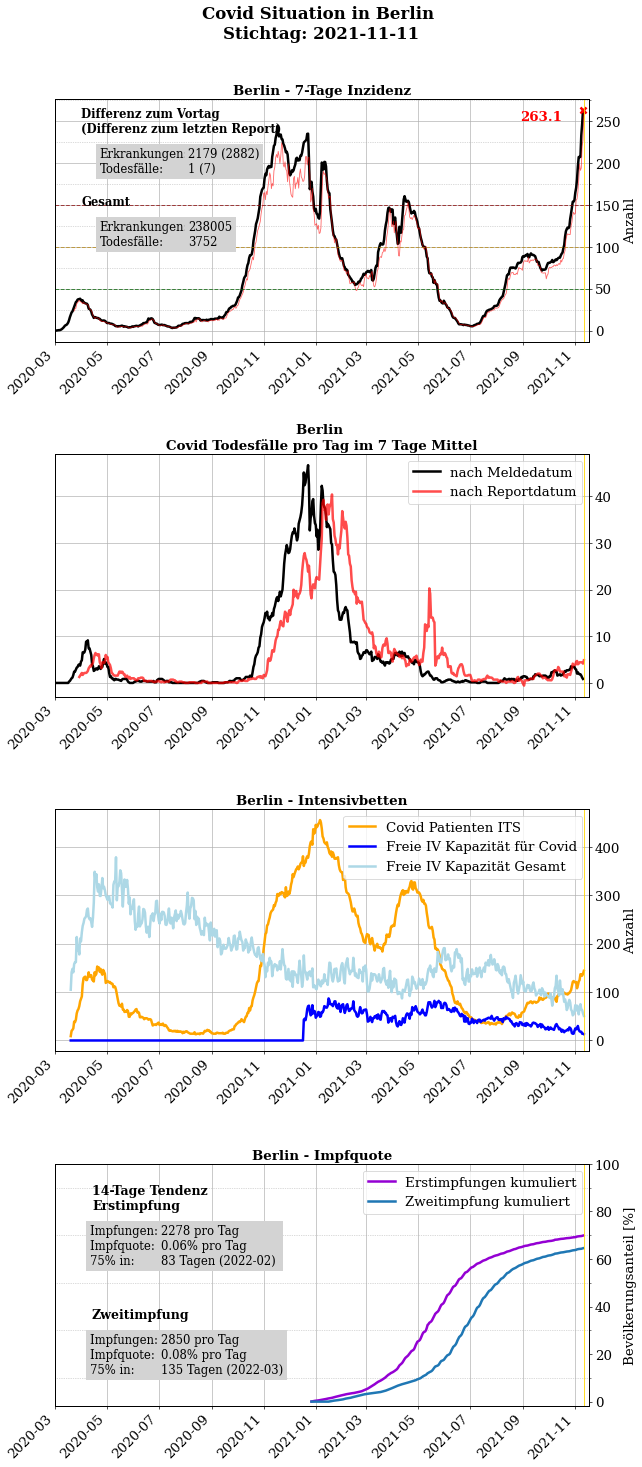 Covid Situation in Berlin
Stichtag: 2021-11-11
Berlin - 7-Tage Inzidenz
Differenz zum Vortag
(Differenz zum letzten Report)
Erkrankungen 2179 (2882)
Todesfälle: 1 (7)
Gesamt
Erkrankungen 238005
Todesfälle: 3752
263.1
250
200
150
100
50
0
Anzahl
2020-03
2020-05
2020-07
2020-09
2020-11
2021-01
2021-03
2021-05
2021-07
2021-09
2021-11
Berlin
Covid Todesfälle pro Tag im 7 Tage Mittel
nach Meldedatum
nach Reportdatum
40
30
20
10
0
2020-03
2020-05
2020-07
2020-09
2020-11
2021-01
2021-03
2021-05
2021-07
2021-09
2021-11
Berlin - Intensivbetten
Covid Patienten ITS
Freie IV Kapazität für Covid
Freie IV Kapazität Gesamt
400
300
200
100
0
Anzahl
2020-03
2020-05
2020-07
2020-09
2020-11
2021-01
2021-03
2021-05
2021-07
2021-09
2021-11
Berlin - Impfquote
14-Tage Tendenz
Erstimpfung
Impfungen: 2278 pro Tag
Impfquote: 0.06% pro Tag
75% in: 83 Tagen (2022-02)
Zweitimpfung
Impfungen: 2850 pro Tag
Impfquote: 0.08% pro Tag
75% in: 135 Tagen (2022-03)
Erstimpfungen kumuliert
Zweitimpfung kumuliert
100
80
60
40
20
0
Bevölkerungsanteil [%]
2020-03
2020-05
2020-07
2020-09
2020-11
2021-01
2021-03
2021-05
2021-07
2021-09
2021-11